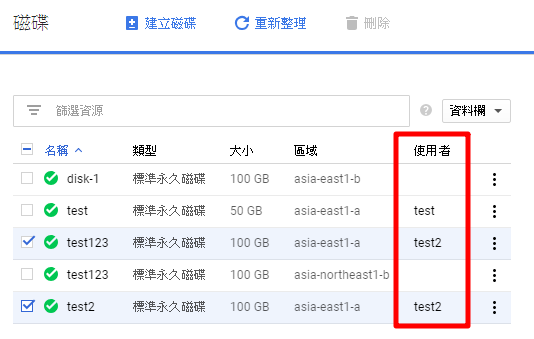 磁碟 建立磁碟 重新整理 刪除
篩選資源 資料欄
名稱 類型 大小 區域 使用者
disk-1 標準永久磁碟 100 GB asia-east1-b
test 標準永久磁碟 50 GB asia-east1-a test
test123 標準永久磁碟 100 GB asia-east1-a test2
test123 標準永久磁碟 100 GB asia-northeast1-b
test2 標準永久磁碟 100 GB asia-east1-a test2